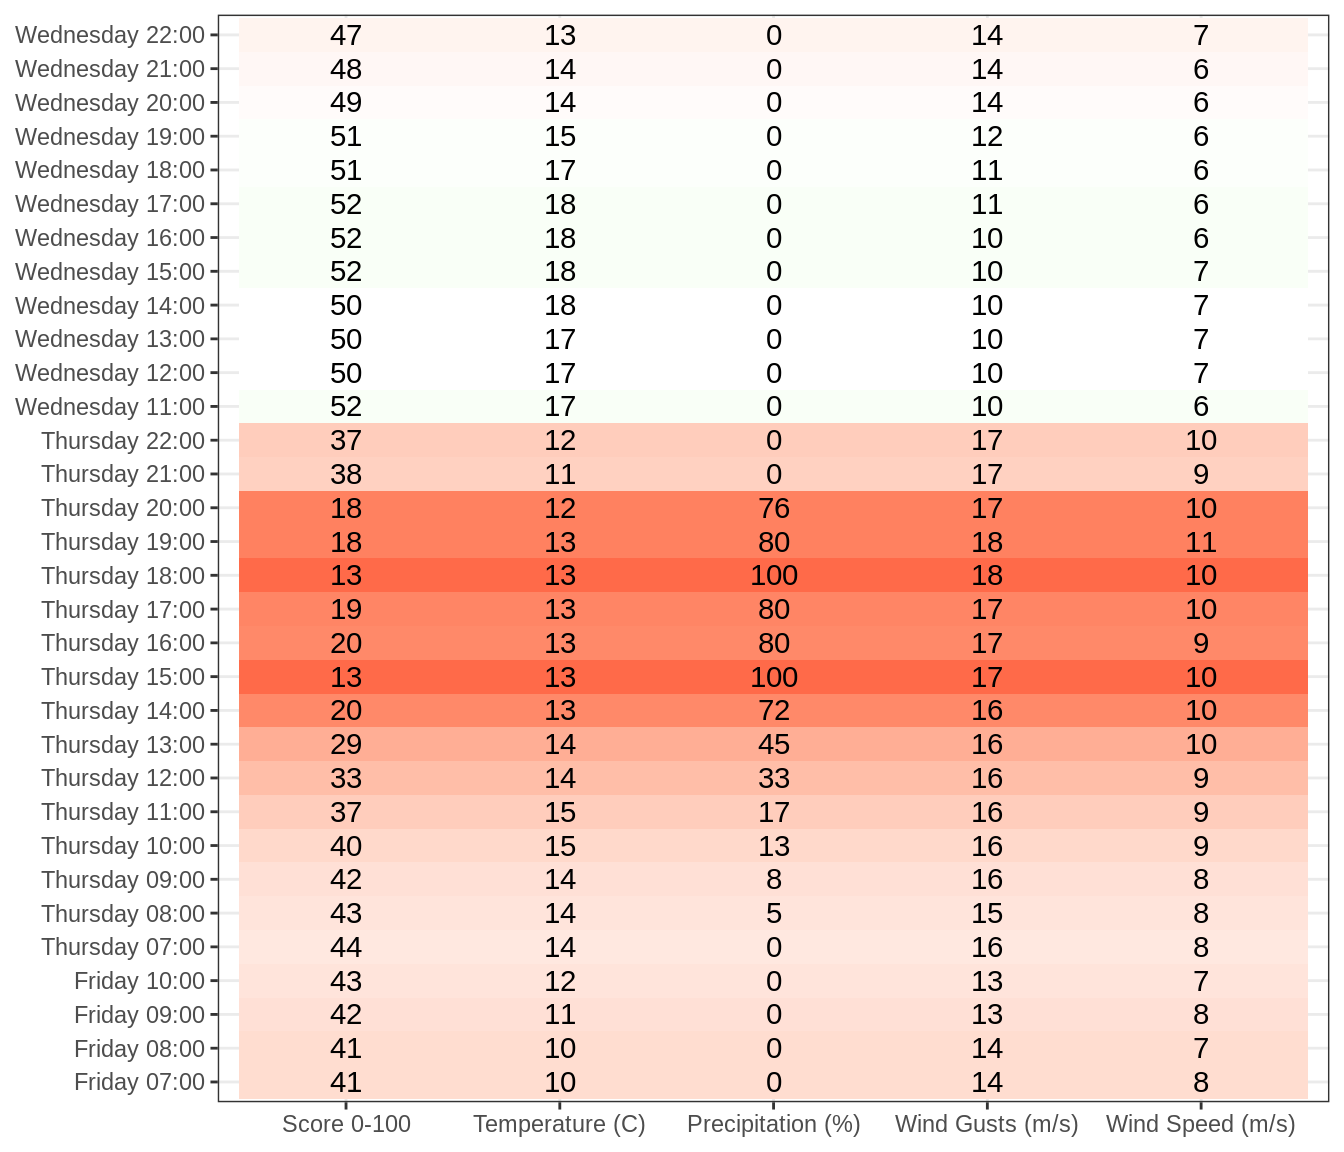 Wednesday 22:00 47 13 0 14 7
Wednesday 21:00 48 14 0 14 6
Wednesday 20:00 49 14 0 14 6
Wednesday 19:00 51 15 0 12 6
Wednesday 18:00 51 17 0 11 6
Wednesday 17:00 52 18 0 11 6
Wednesday 16:00 52 18 0 10 6
Wednesday 15:00 52 18 0 10 7
Wednesday 14:00 50 18 0 10 7
Wednesday 13:00 50 17 0 10 7
Wednesday 12:00 50 17 0 10 7
Wednesday 11:00 52 17 0 10 6
Thursday 22:00 37 12 0 17 10
Thursday 21:00 38 11 0 17 9
Thursday 20:00 18 12 76 17 10
Thursday 19:00 18 13 80 18 11
Thursday 18:00 13 13 100 18 10
Thursday 17:00 19 13 80 17 10
Thursday 16:00 20 13 80 17 9
Thursday 15:00 13 13 100 17 10
Thursday 14:00 20 13 72 16 10
Thursday 13:00 29 14 45 16 10
Thursday 12:00 33 14 33 16 9
Thursday 11:00 37 15 17 16 9
Thursday 10:00 40 15 13 16 9
Thursday 09:00 42 14 8 16 8
Thursday 08:00 43 14 5 15 8
Thursday 07:00 44 14 0 16 8
Friday 10:00 43 12 0 13 7
Friday 09:00 42 11 0 13 8
Friday 08:00 41 10 0 14 7
Friday 07:00 41 10 0 14 8
Score 0-100 Temperature (C) Precipitation (%) Wind Gusts (m/s) Wind Speed (m/s)